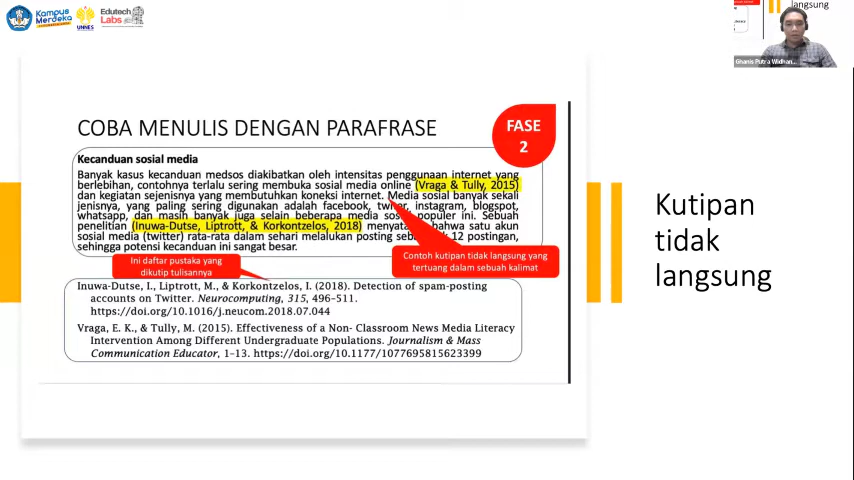 Kampus
Merdeka
UNNES
Edutech
Labs
langsung
Ghanis Putra Widhan...
COBA MENULIS DENGAN PARAFRASE
FASE
2
Kecanduan sosial media
Banyak kasus kecanduan medsos diakibatkan oleh intensitas penggunaan internet yang
berlebihan, contohnya terlalu sering membuka sosial media online (Vraga & Tully, 2015)
dan kegiatan sejenisnya yang membutuhkan koneksi internet. Media sosial banyak sekali
jenisnya, yang paling sering digunakan adalah facebook, twitter, instagram, blogspot,
whatsapp, dan masih banyak juga selain beberapa media sos populer ini. Sebuah
penelitian (Inuwa-Dutse, Liptrott, & Korkontzelos, 2018) menyata bahwa satu akun
sosial media (twitter) rata-rata dalam sehari melalukan posting seba 12 postingan,
sehingga potensi kecanduan ini sangat besar.
Ini daftar pustaka yang
dikutip tulisannya
Contoh kutipan tidak langsung yang
tertuang dalam sebuah kalimat
Inuwa-Dutse, I., Liptrott, M., & Korkontzelos, I. (2018). Detection of spam-posting
accounts on Twitter. Neurocomputing, 315, 496–511.
https://doi.org/10.1016/j.neucom.2018.07.044
Vraga, E. K., & Tully, M. (2015). Effectiveness of a Non- Classroom News Media Literacy
Intervention Among Different Undergraduate Populations. Journalism & Mass
Communication Educator, 1–13. https://doi.org/10.1177/1077695815623399
Kutipan
tidak
langsung